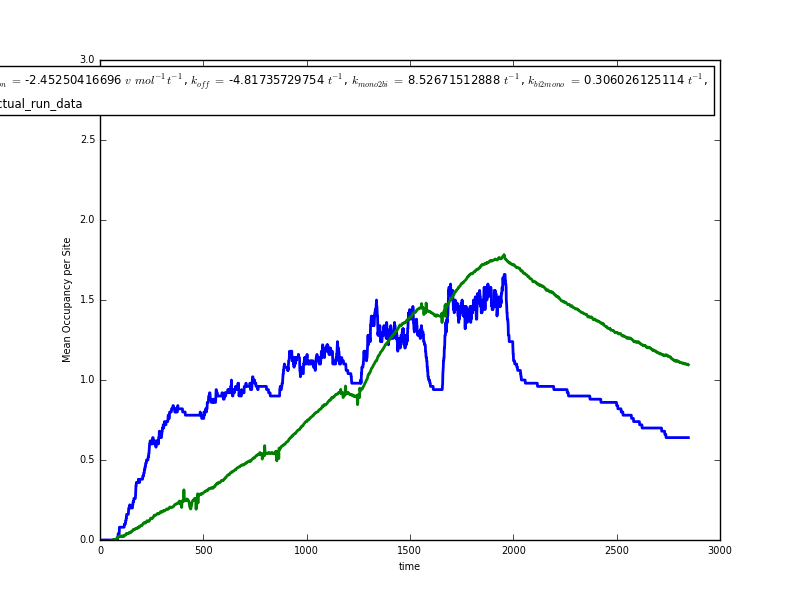 = -2.45250416696 v mol⁻¹t⁻¹, k_off = -4.81735729754 t⁻¹, k_mono2bi = 8.52671512888 t⁻¹, k_bi2mono = 0.306026125114 t⁻¹,
ctual_run_data
3.0
2.5
2.0
1.5
1.0
0.5
0.0
Mean Occupancy per Site
0 500 1000 1500 2000 2500 3000
time